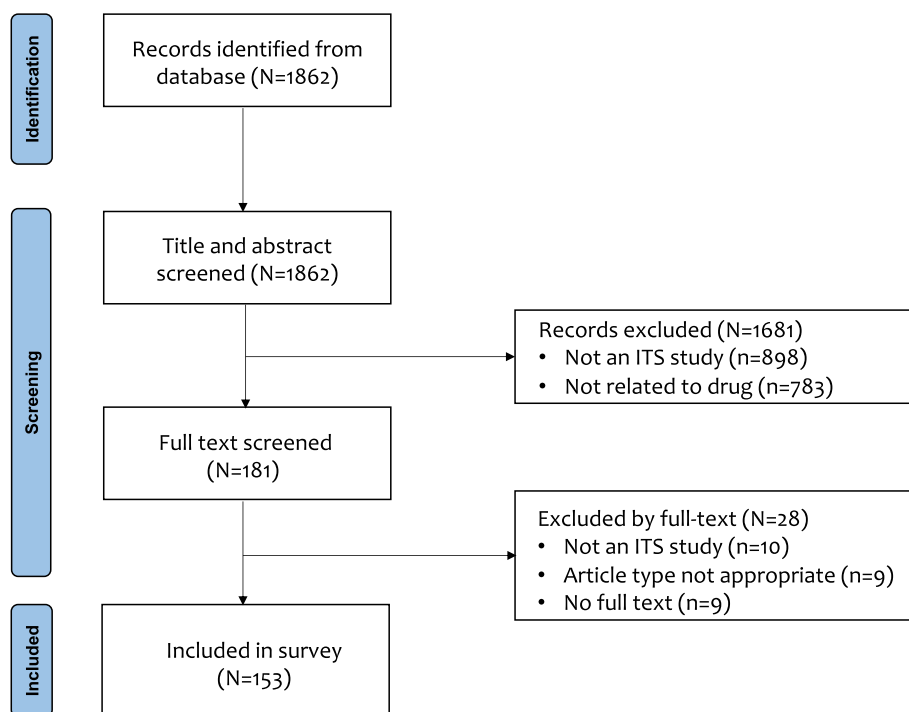 Identification
Records identified from
database (N=1862)
Screening
Title and abstract
screened (N=1862)
Records excluded (N=1681)
• Not an ITS study (n=898)
• Not related to drug (n=783)
Full text screened
(N=181)
Excluded by full-text (N=28)
• Not an ITS study (n=10)
• Article type not appropriate (n=9)
• No full text (n=9)
Included
Included in survey
(N=153)